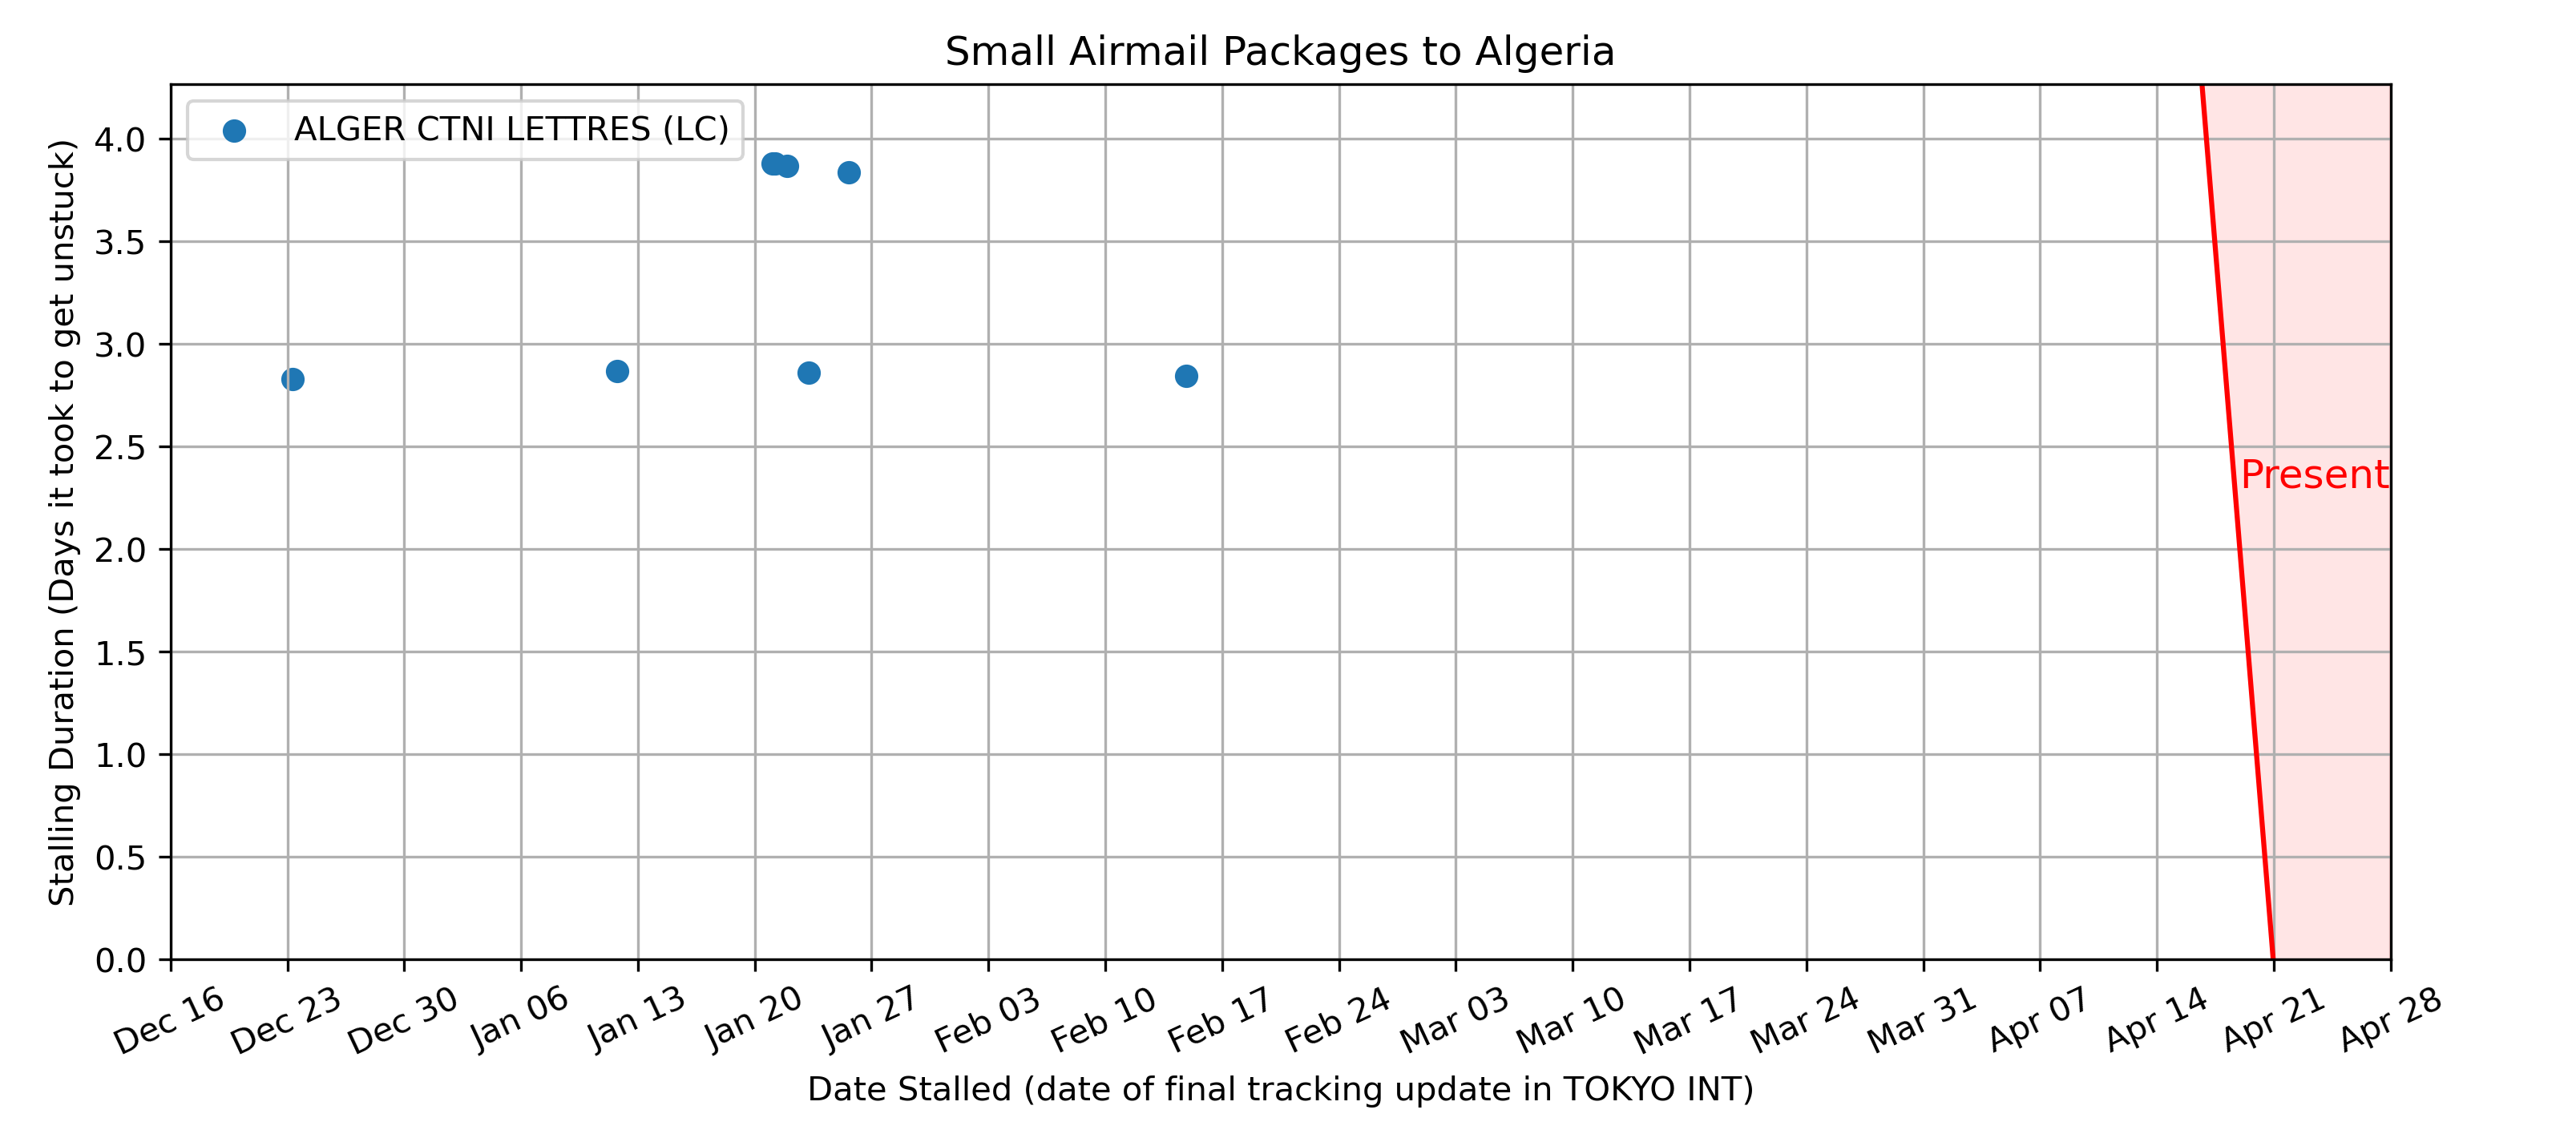 Small Airmail Packages to Algeria
ALGER CTNI LETTRES (LC)
Stalling Duration (Days it took to get unstuck)
4.0
3.5
3.0
2.5
2.0
1.5
1.0
0.5
0.0
Present
Dec 16
Dec 23
Dec 30
Jan 06
Jan 13
Jan 20
Jan 27
Feb 03
Feb 10
Feb 17
Feb 24
Mar 03
Mar 10
Mar 17
Mar 24
Mar 31
Apr 07
Apr 14
Apr 21
Apr 28
Date Stalled (date of final tracking update in TOKYO INT)